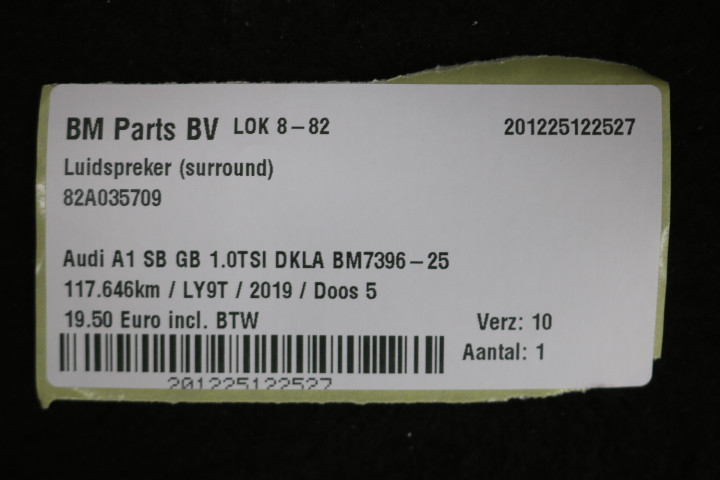 BM Parts BV LOK 8-82 201225122527
Luidspreker (surround)
82A035709
Audi A1 SB GB 1.0TSI DKLA BM7396-25
117.646km / LY9T / 2019 / Doos 5
19.50 Euro incl. BTW Verz: 10
Aantal: 1
201225122527